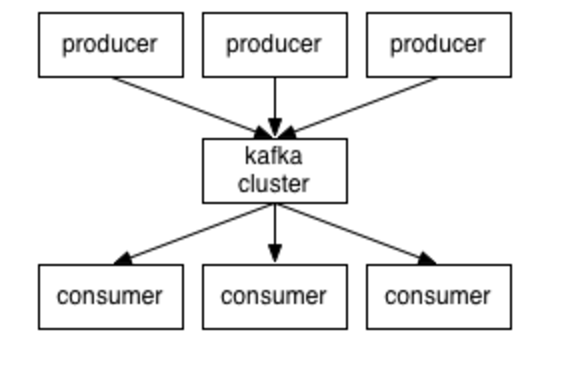 producer
producer
producer
kafka
cluster
consumer
consumer
consumer